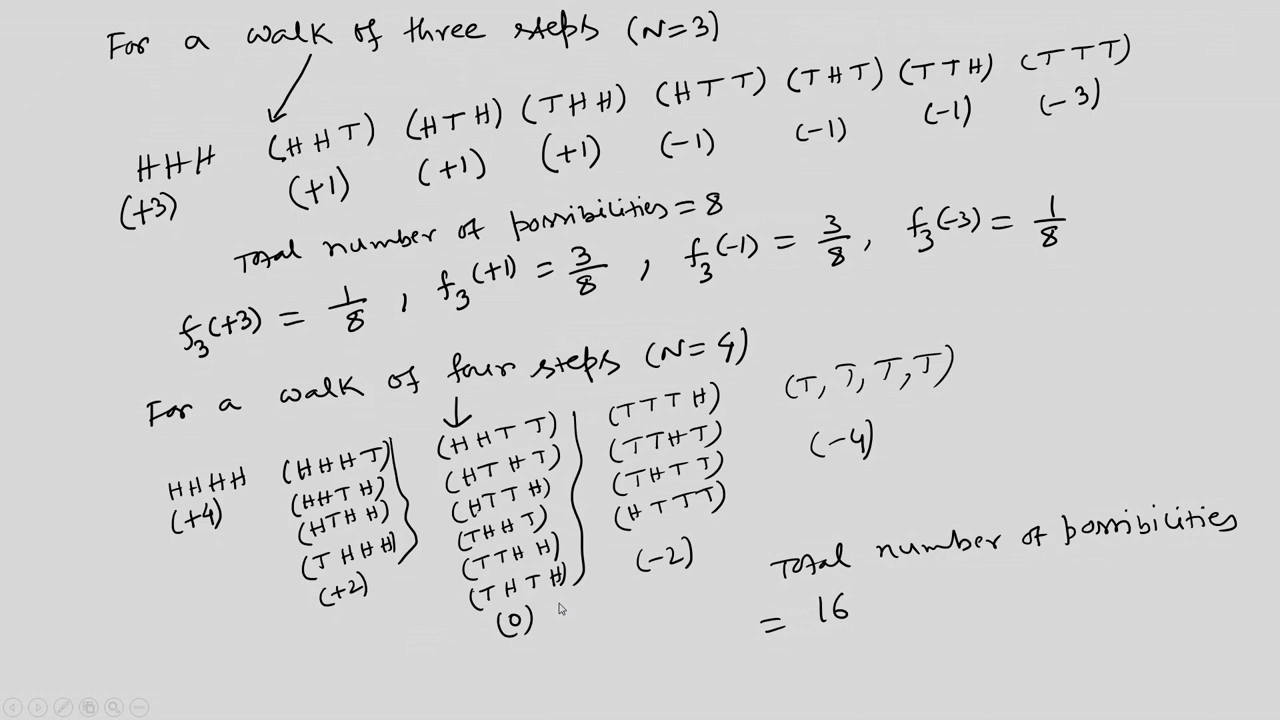 For a walk of three steps (N=3)
HHH (HHT) (HTH) (THH) (HTT) (THT) (TTH) (TTT)
(+3) (+1) (+1) (+1) (-1) (-1) (-1) (-3)
Total number of possibilities = 8
f₃(+3) = 1/8 , f₃(+1) = 3/8 , f₃(-1) = 3/8 , f₃(-3) = 1/8
For a walk of four steps (N=4)
HHHH
(+4)
(HHHT)
(HHTH)
(HTHH)
(THHH)
(+2)
(HHTT)
(HTHT)
(HTTH)
(THHT)
(TTHH)
(THTH)
(0)
(TTTH)
(TTHT)
(THTT)
(HTTT)
(-2)
(T, T, T, T)
(-4)
Total number of possibilities
= 16